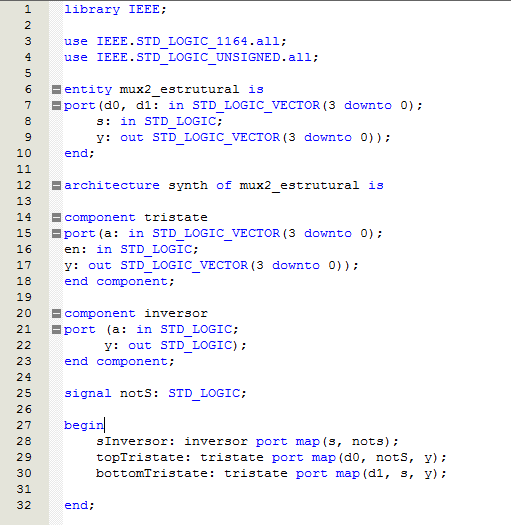 1 library IEEE;
2
3 use IEEE.STD_LOGIC_1164.all;
4 use IEEE.STD_LOGIC_UNSIGNED.all;
5
6 entity mux2_estrutural is
7 port(d0, d1: in STD_LOGIC_VECTOR(3 downto 0);
8 s: in STD_LOGIC;
9 y: out STD_LOGIC_VECTOR(3 downto 0));
10 end;
11
12 architecture synth of mux2_estrutural is
13
14 component tristate
15 port(a: in STD_LOGIC_VECTOR(3 downto 0);
16 en: in STD_LOGIC;
17 y: out STD_LOGIC_VECTOR(3 downto 0));
18 end component;
19
20 component inversor
21 port (a: in STD_LOGIC;
22 y: out STD_LOGIC);
23 end component;
24
25 signal notS: STD_LOGIC;
26
27 begin
28 sInversor: inversor port map(s, nots);
29 topTristate: tristate port map(d0, notS, y);
30 bottomTristate: tristate port map(d1, s, y);
31
32 end;